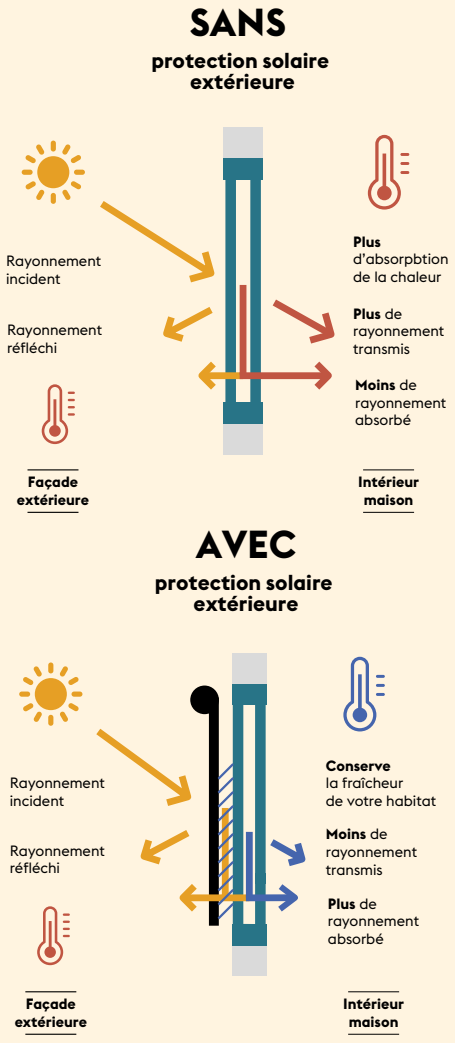 SANS
protection solaire
extérieure
Rayonnement
incident
Rayonnement
réfléchi
Façade
extérieure
Plus
d'absorpbtion
de la chaleur
Plus de
rayonnement
transmis
Moins de
rayonnement
absorbé
Intérieur
maison
AVEC
protection solaire
extérieure
Rayonnement
incident
Rayonnement
réfléchi
Façade
extérieure
Conserve
la fraîcheur
de votre habitat
Moins de
rayonnement
transmis
Plus de
rayonnement
absorbé
Intérieur
maison